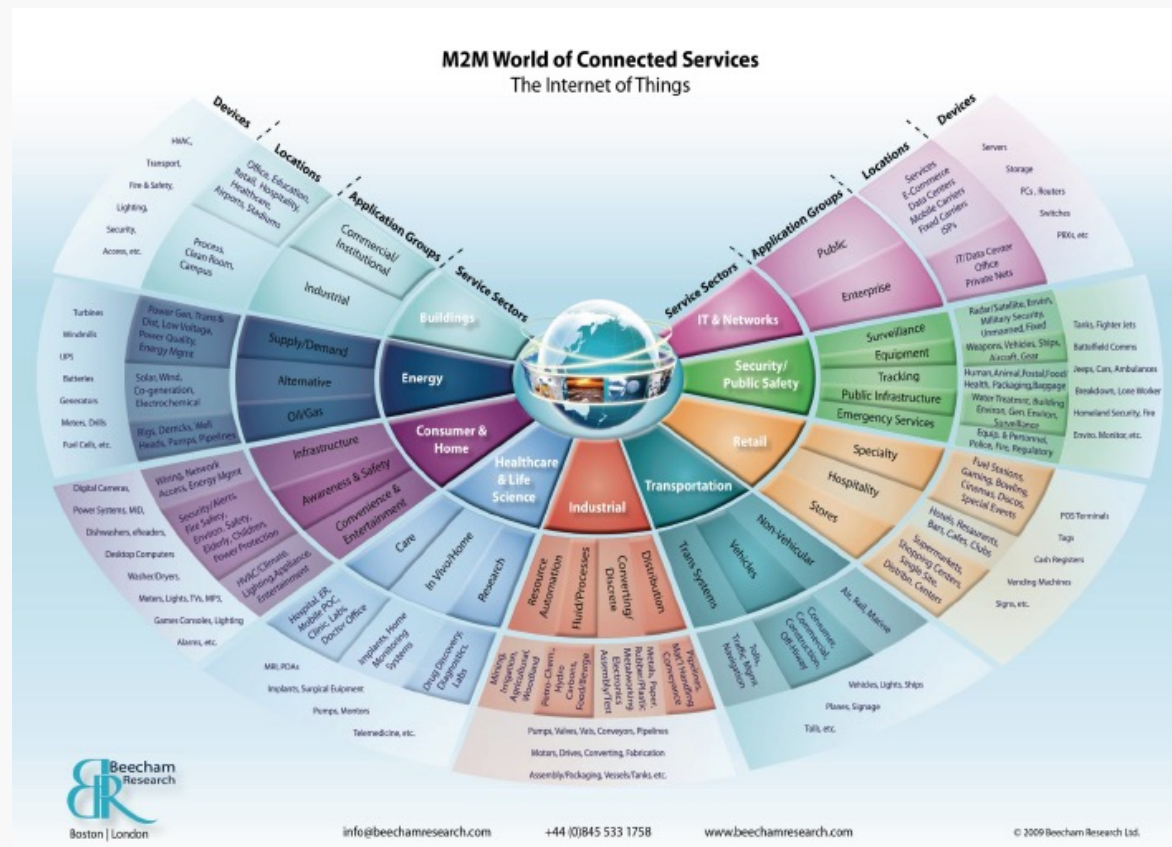 M2M World of Connected Services
The Internet of Things
Devices
Locations
Application Groups
Service Sectors
Service Sectors
Application Groups
Locations
Devices
Buildings
Commercial/
Institutional
Industrial
Office, Education,
Retail, Hospitality,
Healthcare,
Airports, Stadiums
Process,
Clean Room,
Campus
HVAC,
Transport,
Fire & Safety,
Lighting,
Security,
Access, etc.
Energy
Supply/Demand
Alternative
Oil/Gas
Power Gen, Trans &
Dist, Low Voltage,
Power Quality,
Energy Mgmt
Solar, Wind,
Co-generation,
Electrochemical
Rigs, Derricks, Well
Heads, Pumps, Pipelines
Turbines
Windmills
UPS
Batteries
Generators
Meters, Drills
Fuel Cells, etc.
Consumer &
Home
Infrastructure
Awareness & Safety
Convenience &
Entertainment
Wiring, Network
Access, Energy Mgmt
Security/Alerts,
Fire Safety,
Environ. Safety,
Elderly, Children,
Power Protection
HVAC/Climate,
Lighting, Appliance,
Entertainment
Digital Cameras,
Power Systems, MID,
Dishwashers, eReaders,
Desktop Computers
Washer/Dryers,
Meters, Lights, TVs, MP3,
Games Consoles, Lighting
Alarms, etc.
Healthcare
& Life
Science
Care
In Vivo/Home
Research
Hospital, ER,
Mobile POC,
Clinic, Labs,
Doctor Office
Implants, Home
Monitoring
Systems
Drug Discovery,
Diagnostics,
Labs
MRI, PDAs
Implants, Surgical Euipment
Pumps, Monitors
Telemedicine, etc.
Industrial
Resource
Automation
Fluid/Processes
Converting/
Discrete
Distribution
Mining,
Irrigation,
Agricultural,
Woodland
Petro-Chem,
Hydro
Carbons,
Food/Bevrge
Metals, Paper,
Rubber/Plastic
Metalworking
Electronics
Assembly/Test
Pipelines,
Mat'l Handling
Conveyance
Pumps, Valves, Vats, Conveyors, Pipelines
Motors, Drives, Converting, Fabrication
Assembly/Packaging, Vessels/Tanks, etc.
Transportation
Trans Systems
Vehicles
Non-Vehicular
Tolls,
Traffic Mgmt
Navigation
Consumer,
Commercial,
Construction,
Off-Hiway
Air, Rail, Marine
Vehicles, Lights, Ships
Planes, Signage
Tolls, etc.
Retail
Specialty
Hospitality
Stores
Fuel Stations,
Gaming, Bowling,
Cinemas, Discos,
Special Events
Hotels, Resaurents,
Bars, Cafes, Clubs
Supermarkets,
Shopping Centers,
Single Site,
Distribn. Centers
POS Terminals
Tags
Cash Registers
Vending Machines
Signs, etc.
Security/
Public Safety
Surveillance
Equipment
Tracking
Public Infrastructure
Emergency Services
Radar/Satellite, Environ,
Military Security,
Unmanned, Fixed
Weapons, Vehicles, Ships,
Aircraft, Gear
Human, Animal, Postal, Food/
Health, Packaging, Baggage
Water Treatmnt, Building
Environ, Gen. Environ,
Surveillance
Equip. & Personnel,
Police, Fire, Regulatory
Tanks, Fighter Jets
Battlefield Comms
Jeeps, Cars, Ambulances
Breakdown, Lone Worker
Homeland Security, Fire
Enviro. Monitor, etc.
IT & Networks
Public
Enterprise
Services
E-Commerce
Data Centers
Mobile Carriers
Fixed Carriers
ISPs
IT/Data Center
Office
Private Nets
Servers
Storage
PCs, Routers
Switches
PBXs, etc
Beecham
Research
Boston | London
info@beechamresearch.com
+44 (0)845 533 1758
www.beechamresearch.com
© 2009 Beecham Research Ltd.